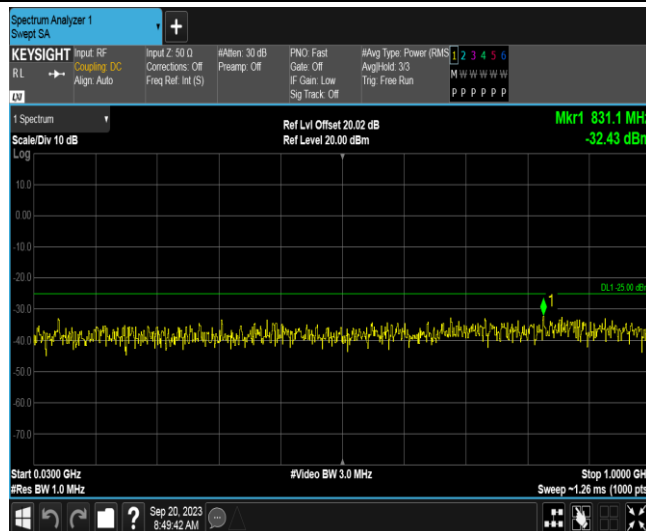 Spectrum Analyzer 1
Swept SA
+
KEYSIGHT
RL
Input: RF
Coupling: DC
Align: Auto
Input Z: 50 Ω
Corrections: Off
Freq Ref: Int (S)
#Atten: 30 dB
Preamp: Off
PNO: Fast
Gate: Off
IF Gain: Low
Sig Track: Off
#Avg Type: Power (RMS
Avg|Hold: 3/3
Trig: Free Run
1 2 3 4 5 6
M W W W W W
P P P P P P
1 Spectrum
Scale/Div 10 dB
Log
Ref Lvl Offset 20.02 dB
Ref Level 20.00 dBm
Mkr1 831.1 MHz
-32.43 dBm
10.0
0.00
-10.0
-20.0
-30.0
-40.0
-50.0
-60.0
-70.0
DL1 -25.00 dBm
1
Start 0.0300 GHz
#Res BW 1.0 MHz
#Video BW 3.0 MHz
Stop 1.0000 GHz
Sweep ~1.26 ms (1000 pts
?
Sep 20, 2023
8:49:42 AM